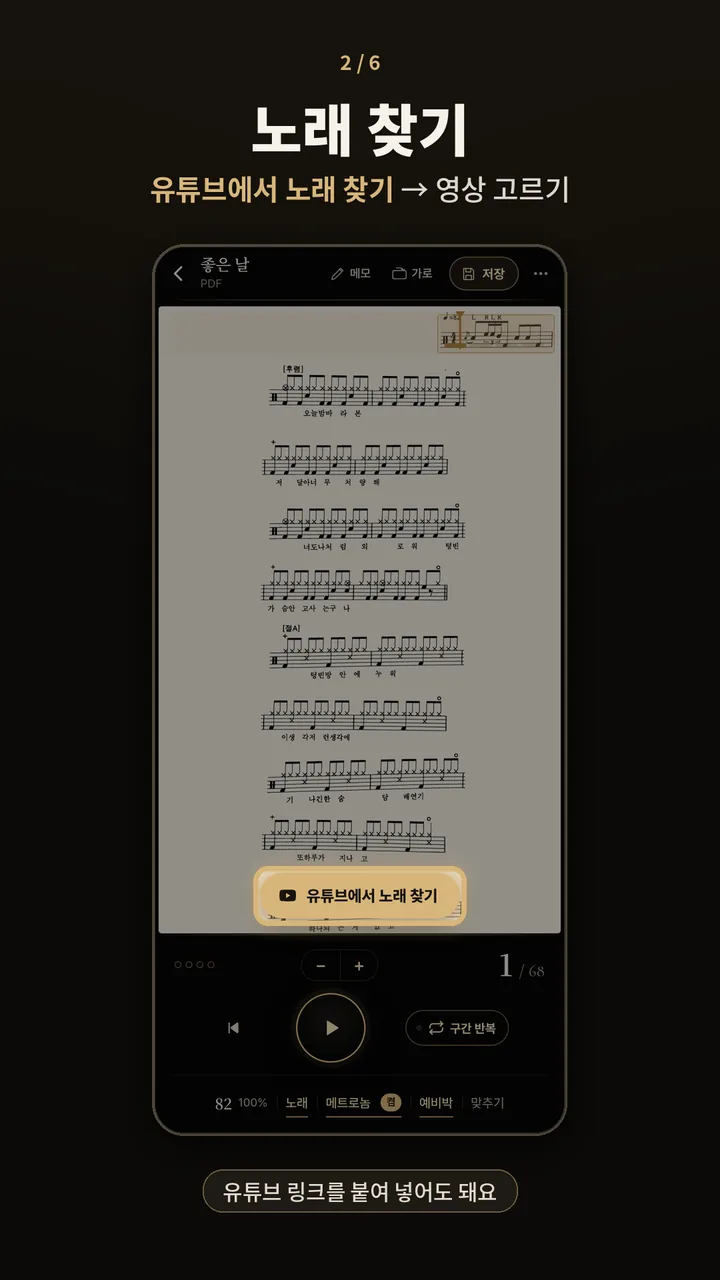 2 / 6
노래 찾기
유튜브에서 노래 찾기 → 영상 고르기
좋은 날
PDF
메모
가로
저장
L R L R
[후렴]
오늘밤바 라 본
저 달아너 무 처 량 해
너도나처 럼 외 로 워 텅빈
가 슴안 고사 는구 나
[절A]
텅빈방 안 에 누 워
이생 각저 런생각에
기 나긴한 숨 담 배연기
또하루가 지나 고
유튜브에서 노래 찾기
1 / 68
구간 반복
82 100% 노래 메트로놈 켬 예비박 맞추기
유튜브 링크를 붙여 넣어도 돼요